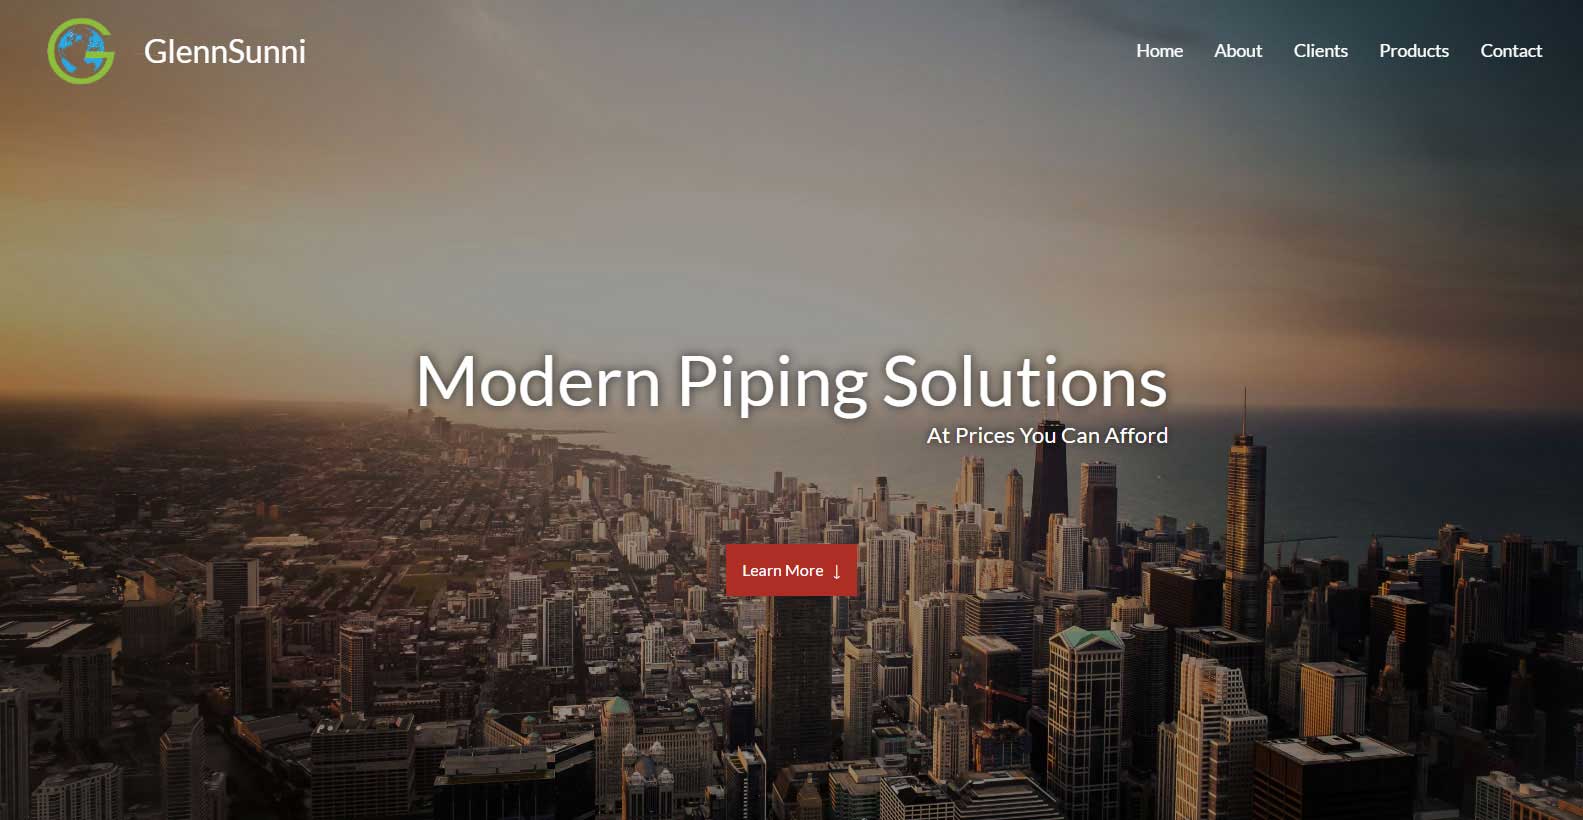 GlennSunni
Home About Clients Products Contact
Modern Piping Solutions
At Prices You Can Afford
Learn More ↓